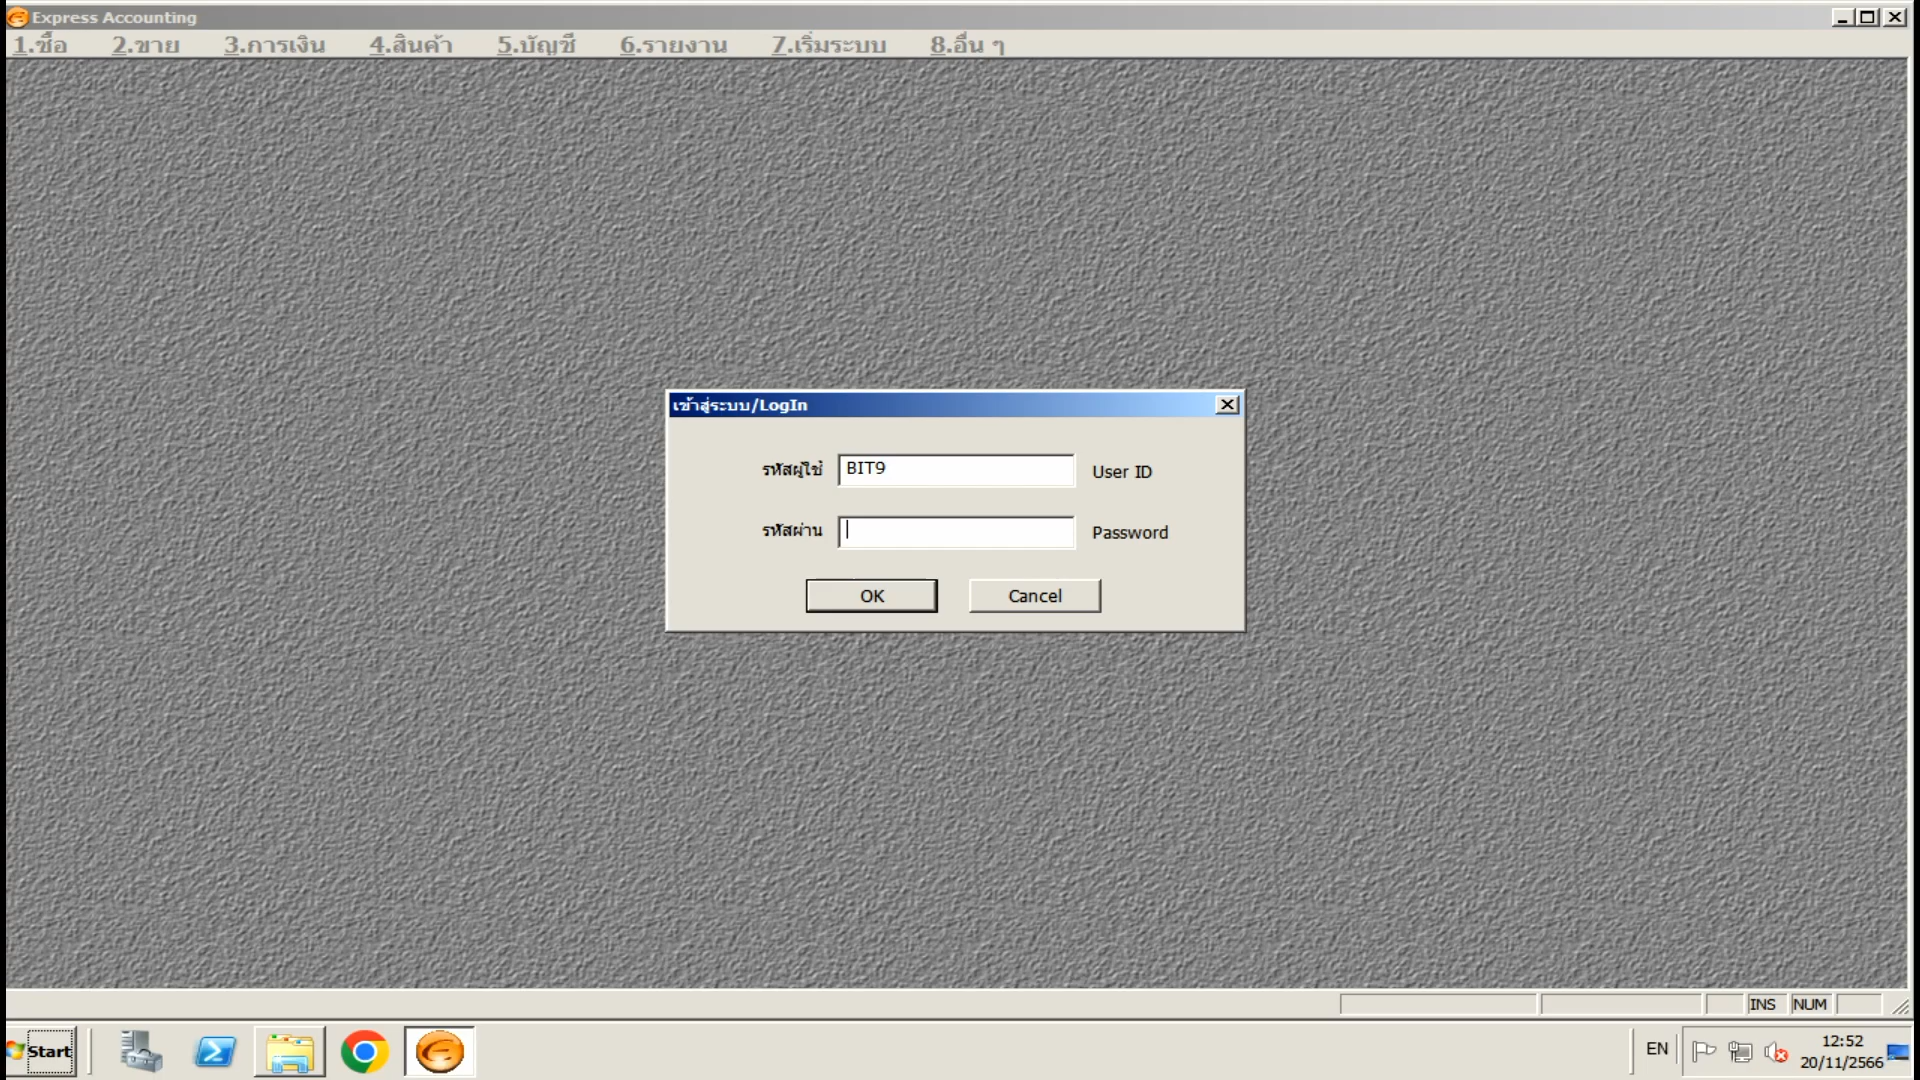 Express Accounting
1.ซื้อ 2.ขาย 3.การเงิน 4.สินค้า 5.บัญชี 6.รายงาน 7.เริ่มระบบ 8.อื่น ๆ
เข้าสู่ระบบ/LogIn
รหัสผู้ใช้ BIT9 User ID
รหัสผ่าน Password
OK Cancel
INS NUM
Start EN 12:52
20/11/2566